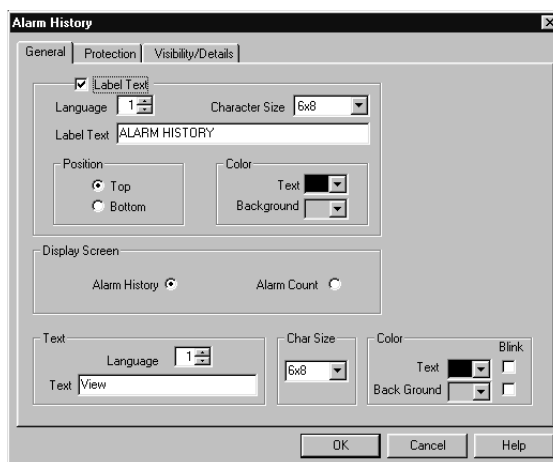 Alarm History
General Protection Visibility/Details
Label Text
Language 1 Character Size 6x8
Label Text ALARM HISTORY
Position Color
Top Text
Bottom Background
Display Screen
Alarm History Alarm Count
Text Char Size Color Blink
Language 1
Text View 6x8 Text
Back Ground
OK Cancel Help